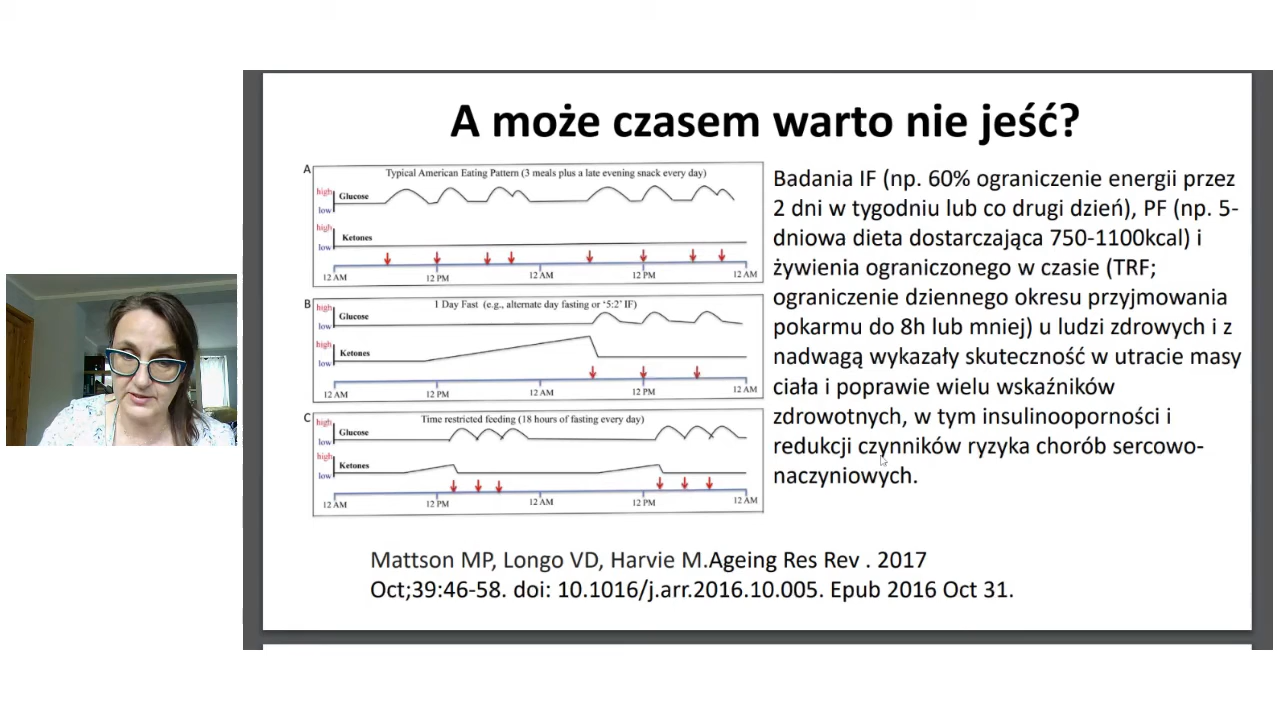 A może czasem warto nie jeść?
A
Typical American Eating Pattern (3 meals plus a late evening snack every day)
high
Glucose
low
high
Ketones
low
12 AM 12 PM 12 AM 12 PM 12 AM
B
1 Day Fast (e.g., alternate day fasting or ‘5:2’ IF)
high
Glucose
low
high
Ketones
low
12 AM 12 PM 12 AM 12 PM 12 AM
C
Time restricted feeding (18 hours of fasting every day)
high
Glucose
low
high
Ketones
low
12 AM 12 PM 12 AM 12 PM 12 AM
Badania IF (np. 60% ograniczenie energii przez
2 dni w tygodniu lub co drugi dzień), PF (np. 5-
dniowa dieta dostarczająca 750-1100kcal) i
żywienia ograniczonego w czasie (TRF;
ograniczenie dziennego okresu przyjmowania
pokarmu do 8h lub mniej) u ludzi zdrowych i z
nadwagą wykazały skuteczność w utracie masy
ciała i poprawie wielu wskaźników
zdrowotnych, w tym insulinooporności i
redukcji czynników ryzyka chorób sercowo-
naczyniowych.
Mattson MP, Longo VD, Harvie M.Ageing Res Rev . 2017
Oct;39:46-58. doi: 10.1016/j.arr.2016.10.005. Epub 2016 Oct 31.